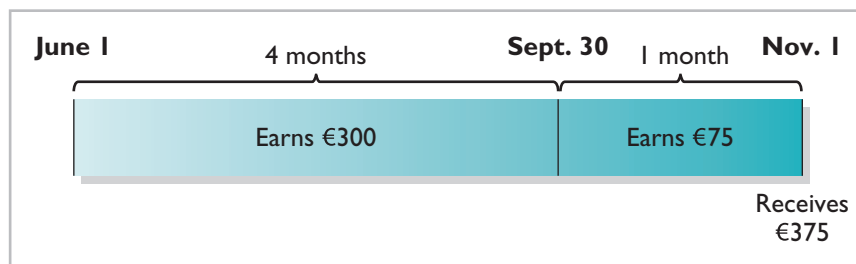 June 1 Sept. 30 Nov. 1
4 months 1 month
Earns €300 Earns €75
Receives
€375